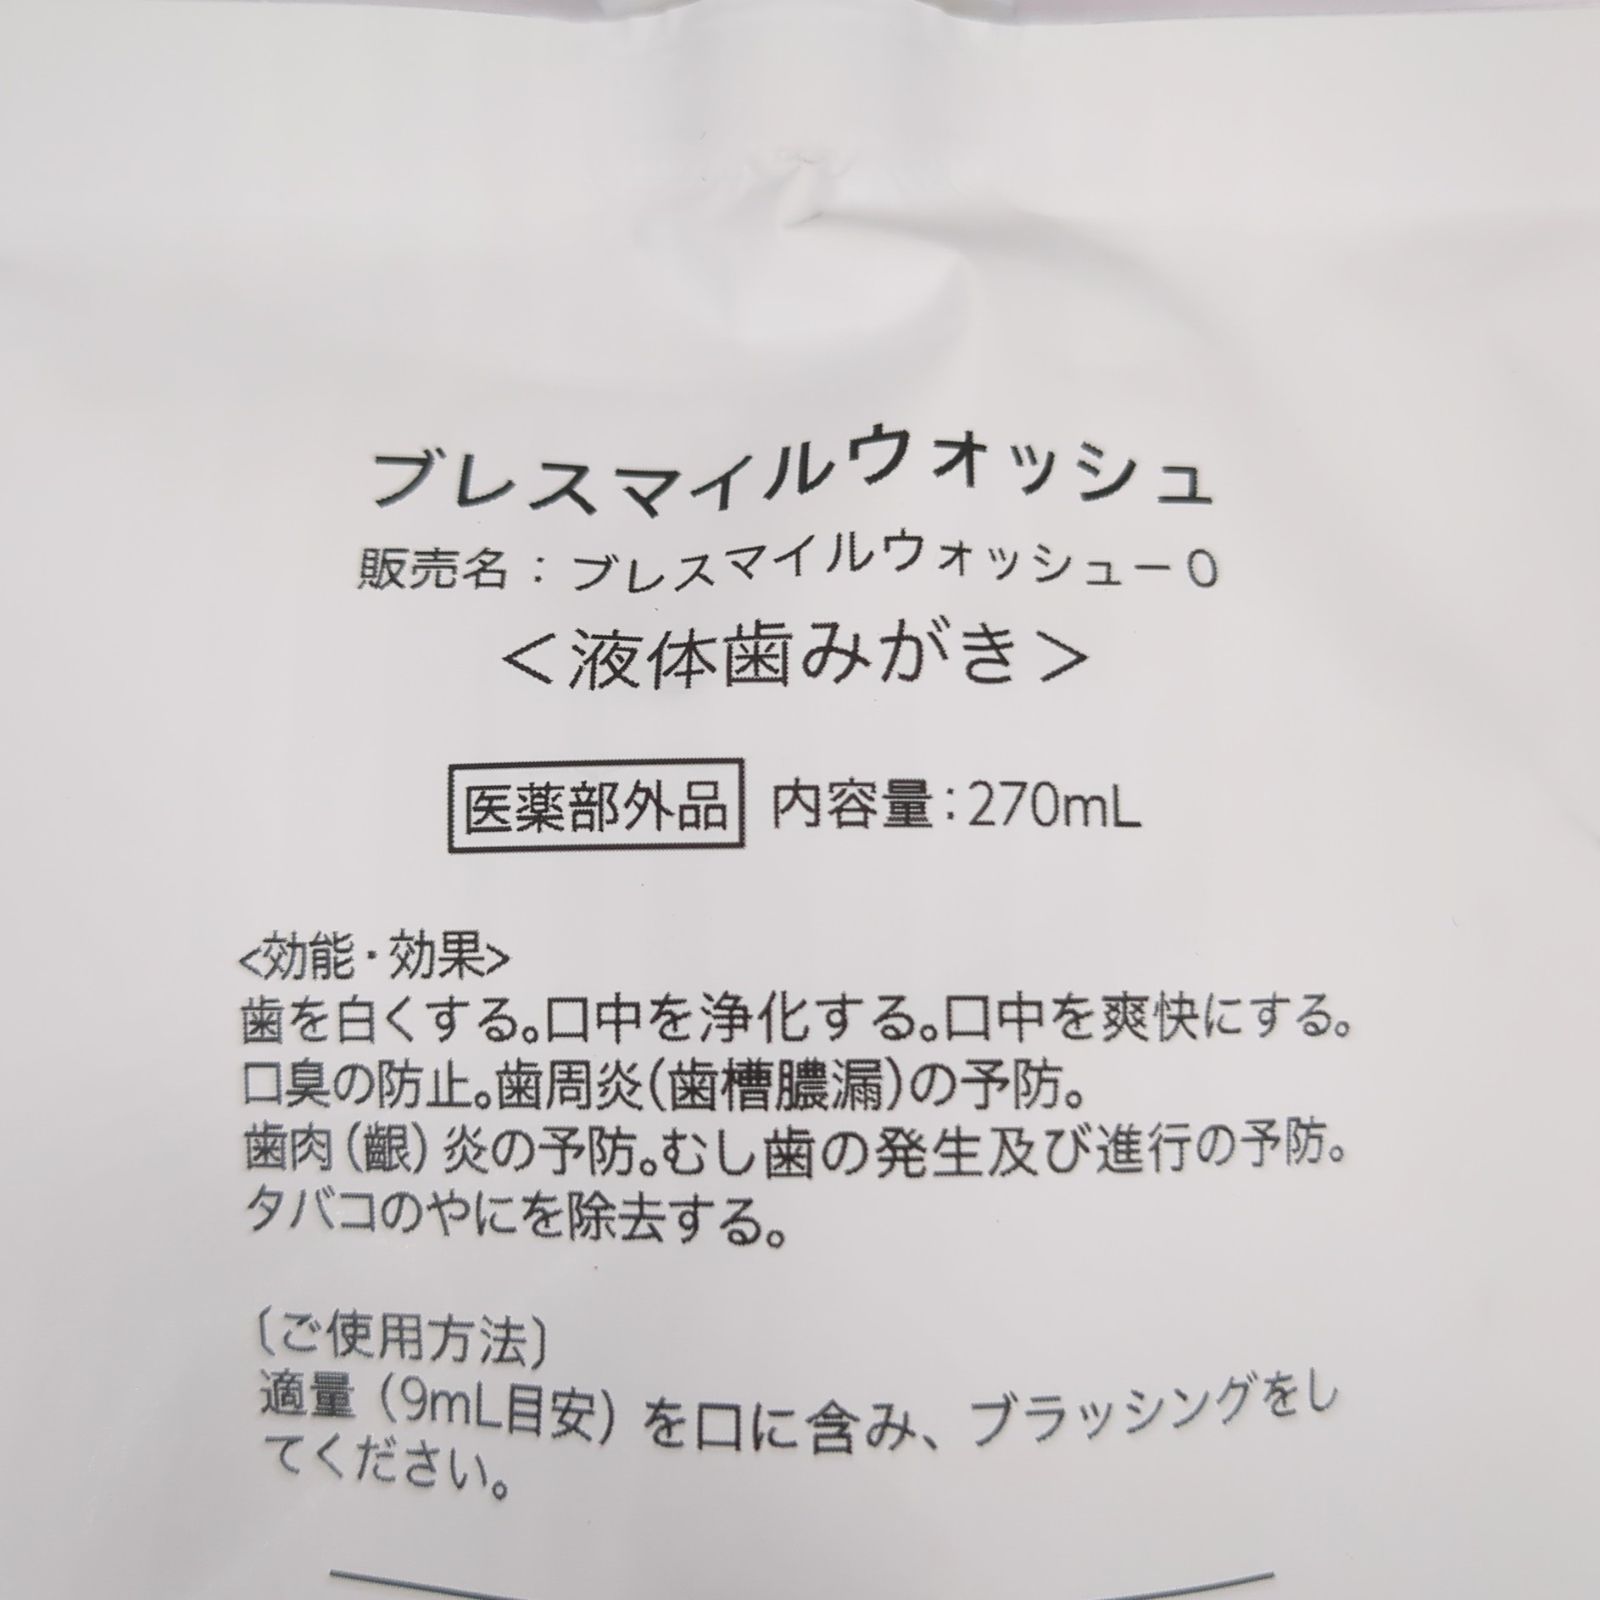 ブレスマイルウォッシュ
販売名：ブレスマイルウォッシューO
＜液体歯みがき＞
医薬部外品 内容量：270mL
<効能・効果>
歯を白くする。口中を浄化する。口中を爽快にする。
口臭の防止。歯周炎(歯槽膿漏)の予防。
歯肉(齦)炎の予防。むし歯の発生及び進行の予防。
タバコのやにを除去する。
〔ご使用方法〕
適量（9mL目安）を口に含み、ブラッシングをし
てください。